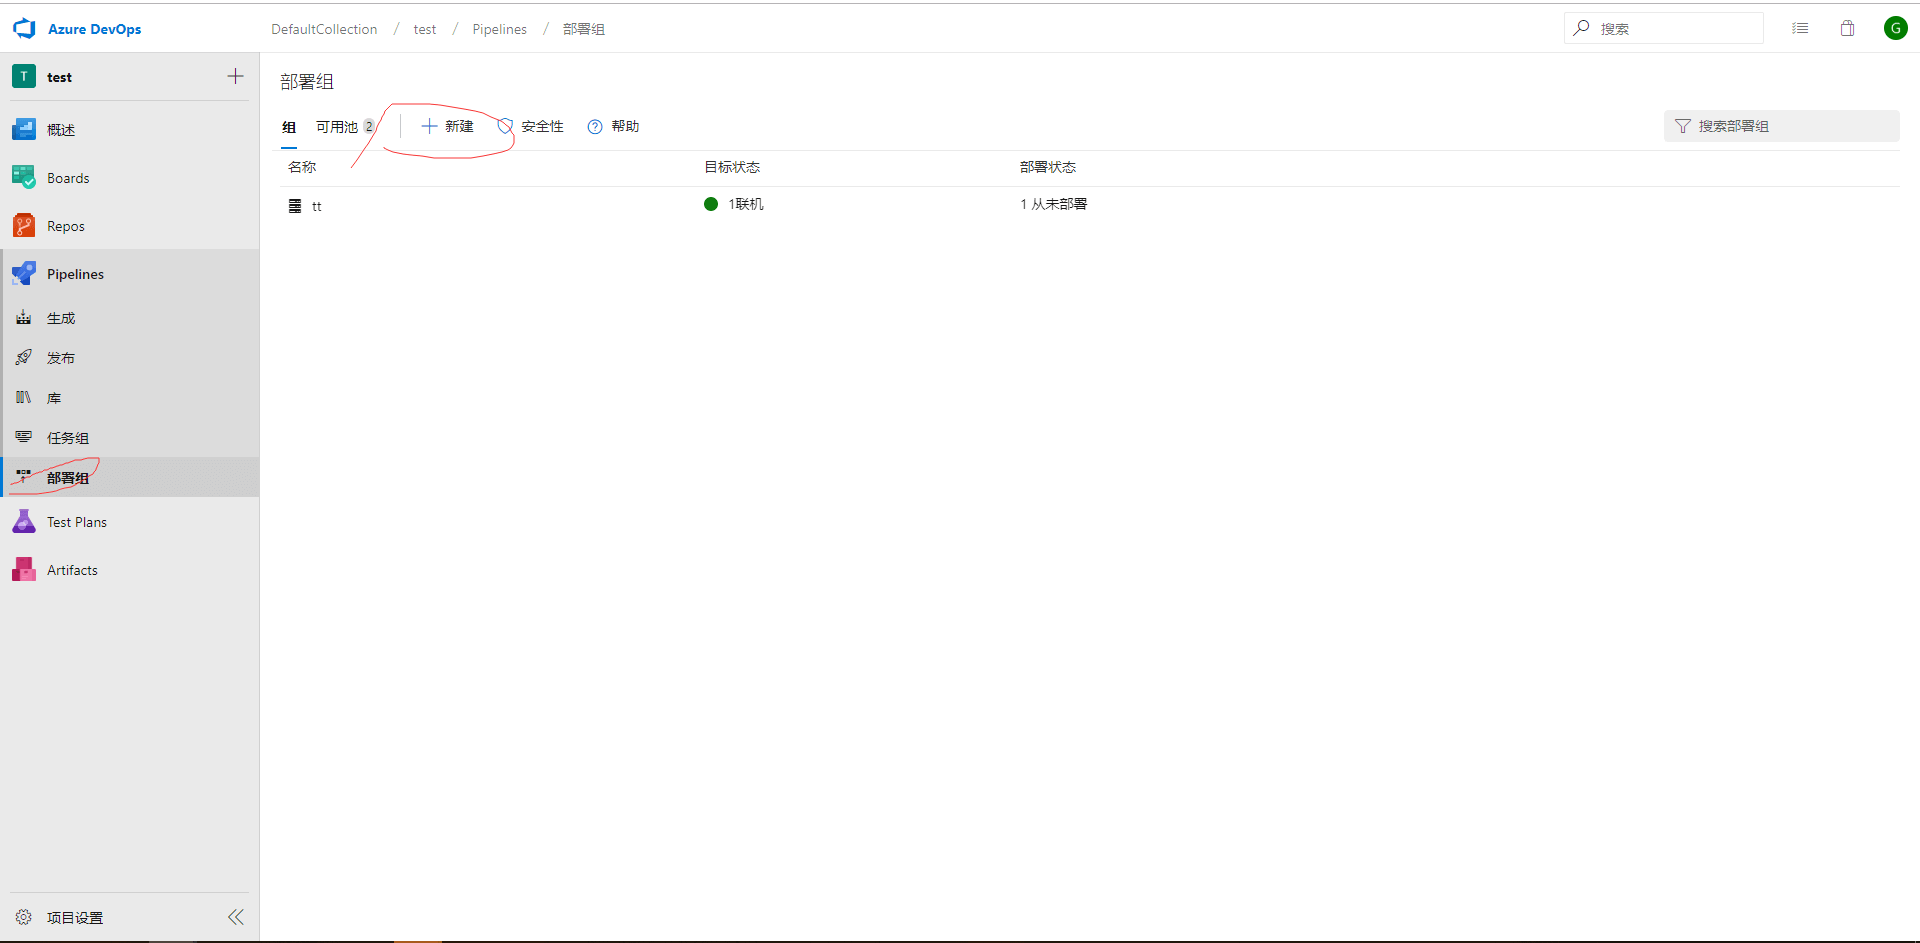 Azure DevOps
DefaultCollection / test / Pipelines / 部署组
搜索
G
T test
部署组
组 可用池 2 新建 安全性 帮助
搜索部署组
名称 目标状态 部署状态
tt 1联机 1 从未部署
概述
Boards
Repos
Pipelines
生成
发布
库
任务组
部署组
Test Plans
Artifacts
项目设置